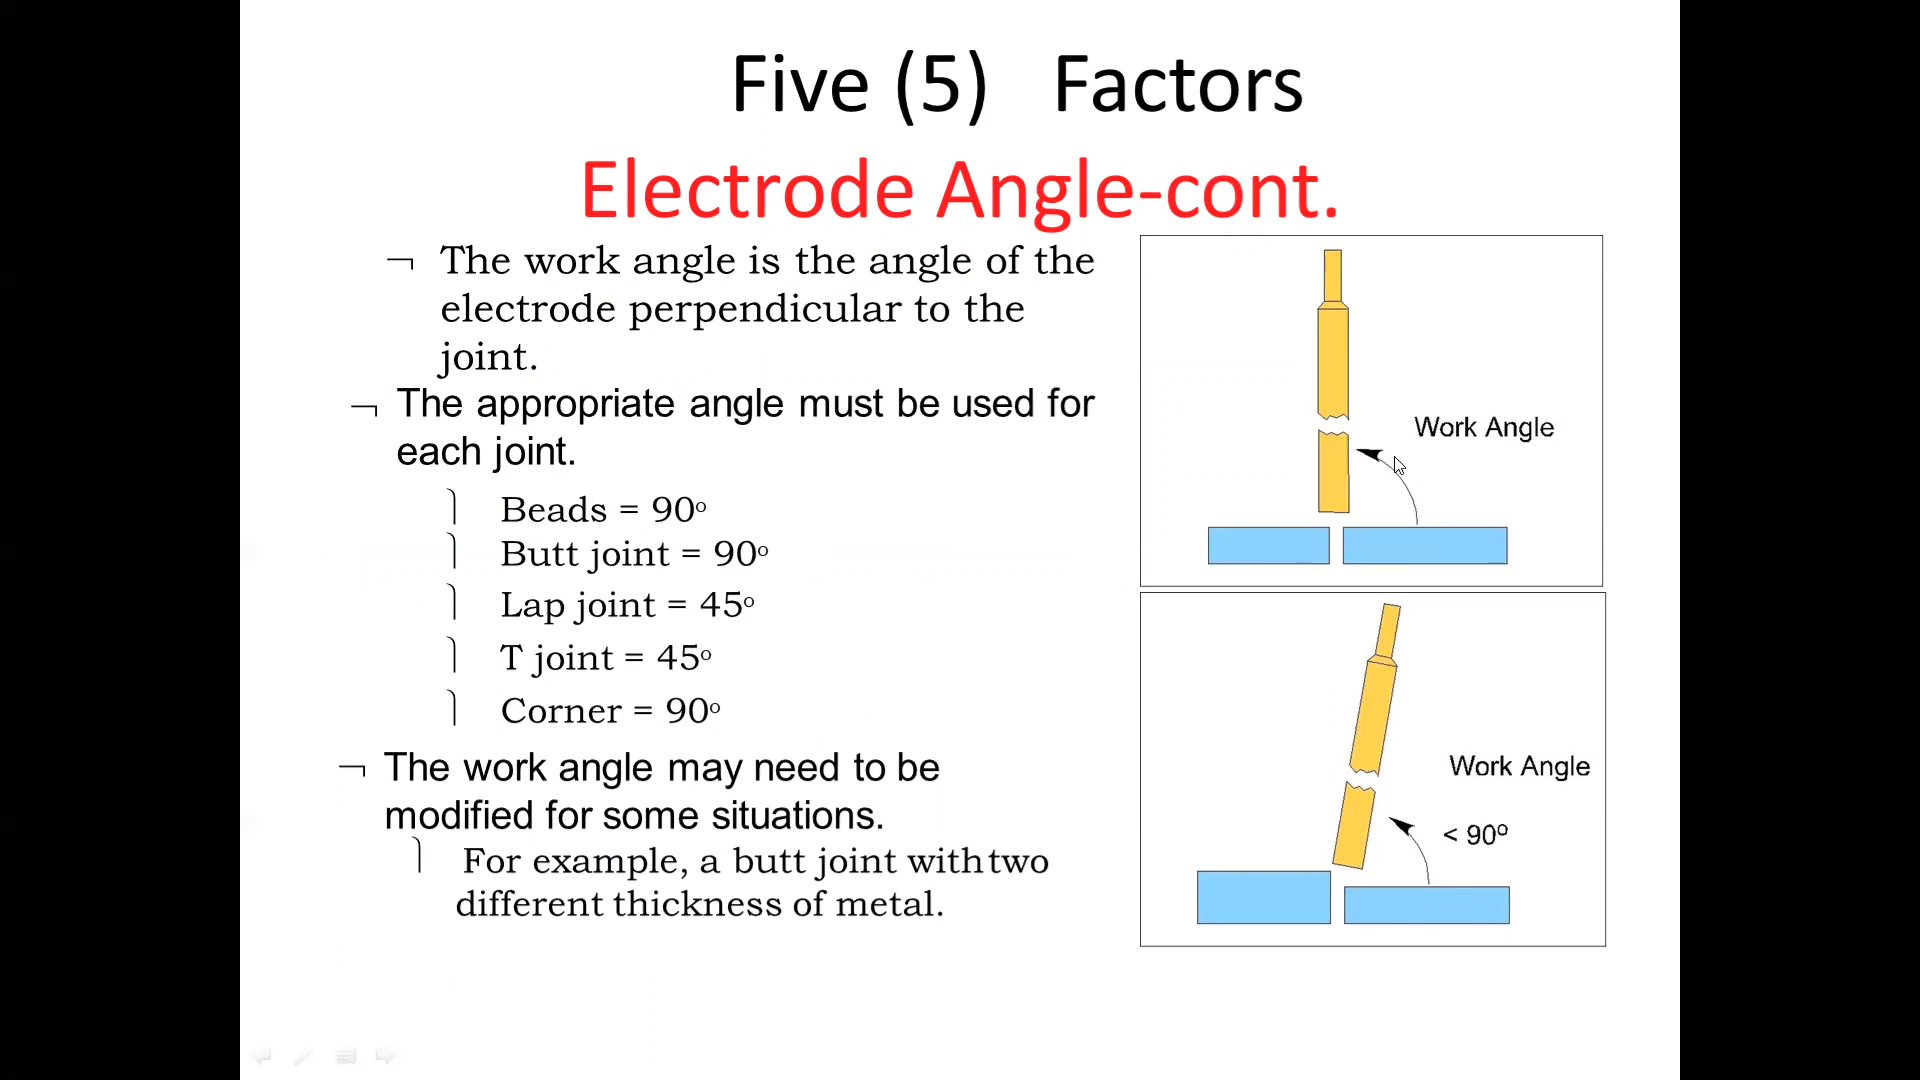 Five (5) Factors
Electrode Angle-cont.
¬ The work angle is the angle of the
electrode perpendicular to the
joint.
¬ The appropriate angle must be used for
each joint.
Beads = 90º
Butt joint = 90º
Lap joint = 45º
T joint = 45º
Corner = 90º
¬ The work angle may need to be
modified for some situations.
For example, a butt joint with two
different thickness of metal.
Work Angle
Work Angle
< 90º